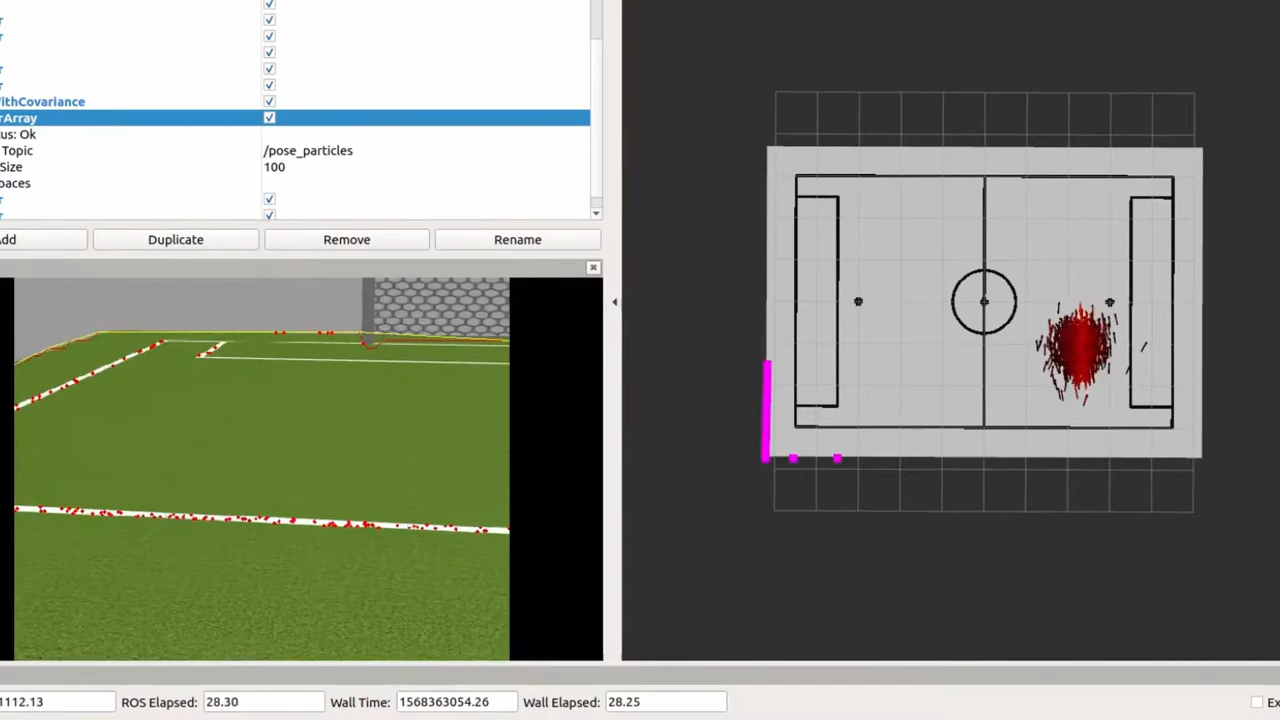 r
r
r
r
ithCovariance
rArray
us: Ok
Topic /pose_particles
Size 100
paces
r
r
dd Duplicate Remove Rename
1112.13 ROS Elapsed: 28.30 Wall Time: 1568363054.26 Wall Elapsed: 28.25 Ex